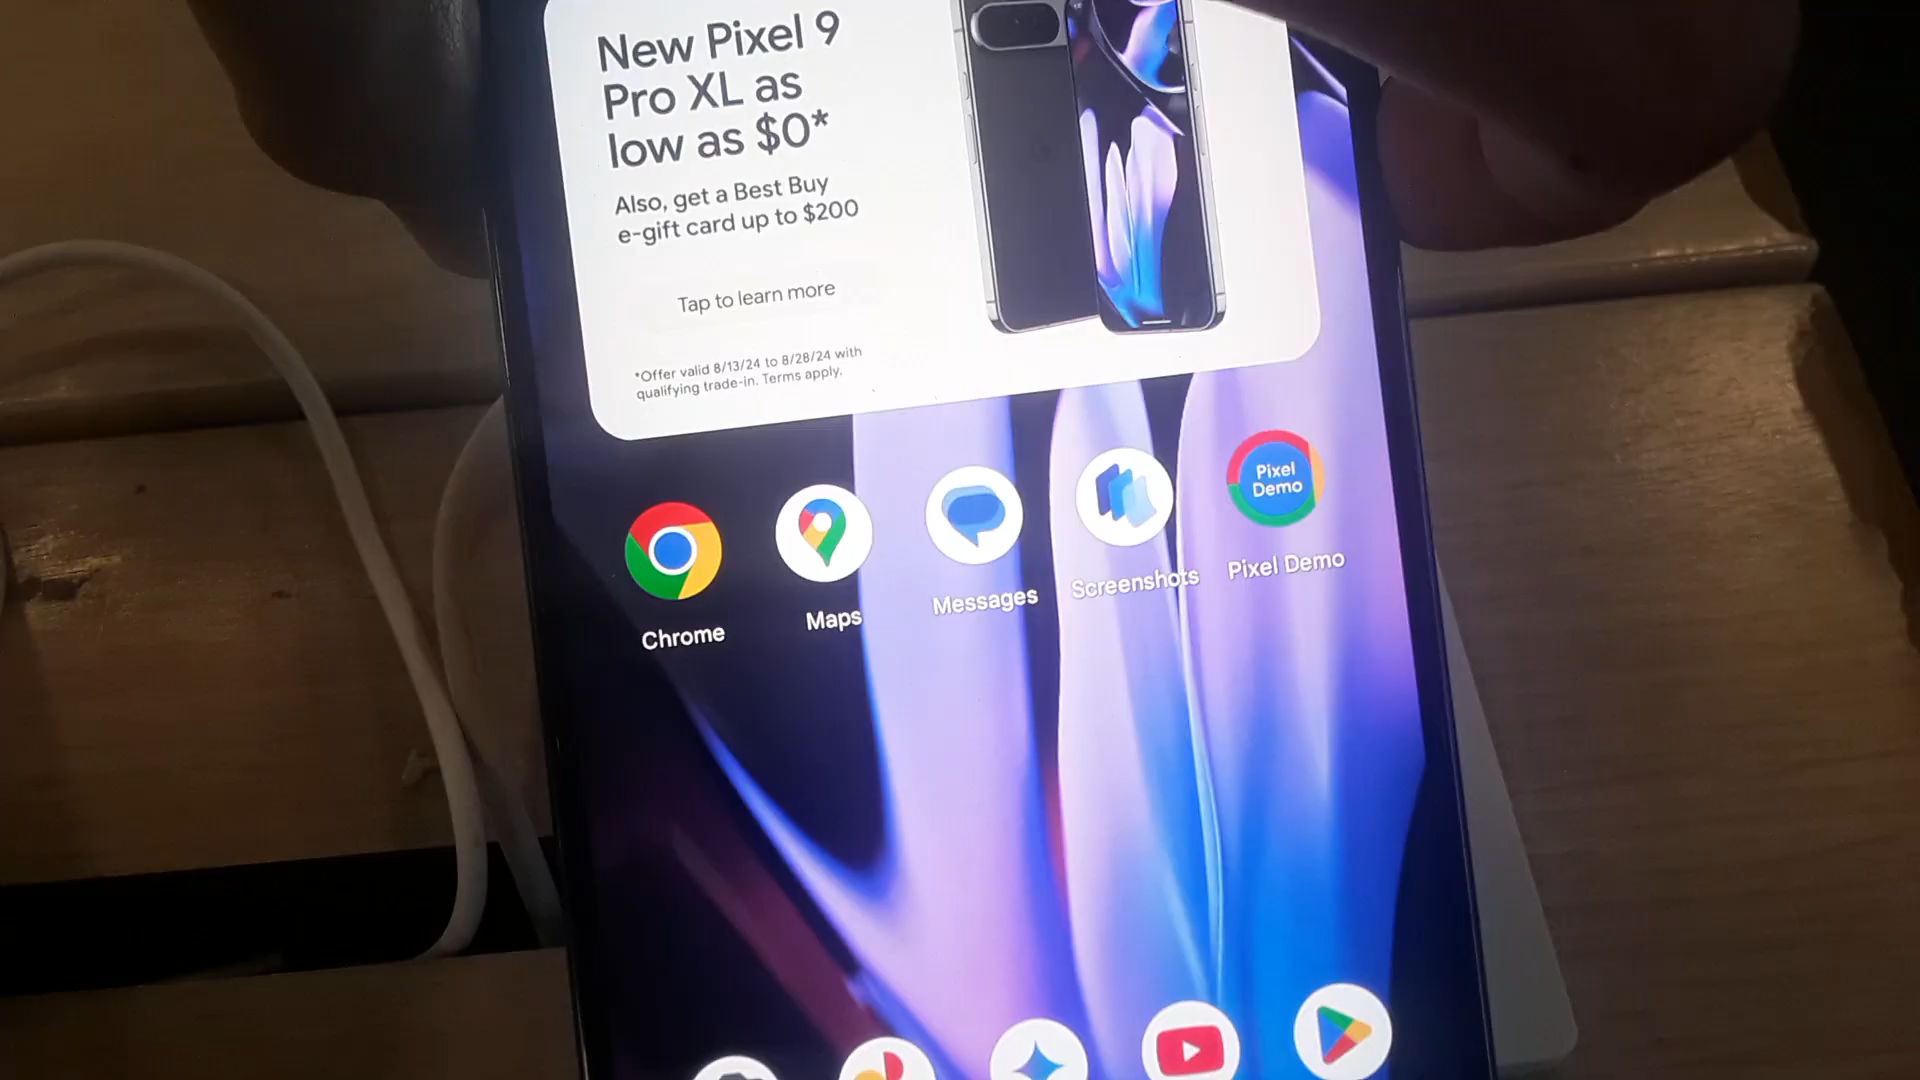 New Pixel 9
Pro XL as
low as $0*
Also, get a Best Buy
e-gift card up to $200
Tap to learn more
*Offer valid 8/13/24 to 8/28/24 with
qualifying trade-in. Terms apply.
Pixel
Demo
Chrome
Maps
Messages
Screenshots
Pixel Demo